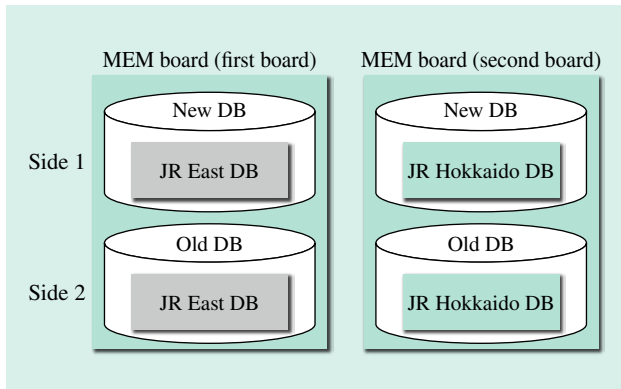 MEM board (first board)
MEM board (second board)
New DB
New DB
Side 1
JR East DB
JR Hokkaido DB
Old DB
Old DB
Side 2
JR East DB
JR Hokkaido DB